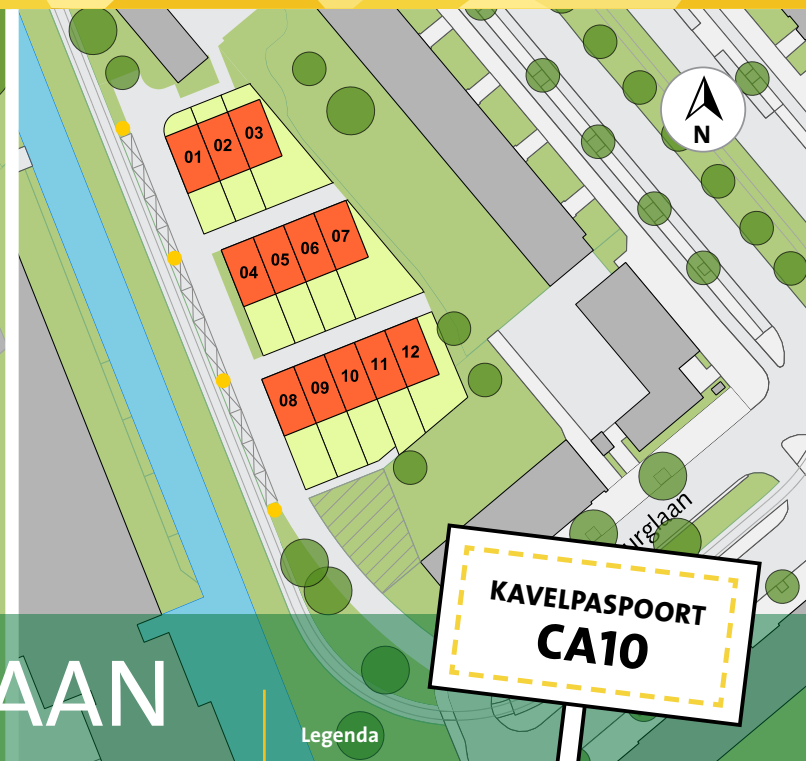 N
01 02 03
04 05 06 07
08 09 10 11 12
urglaan
KAVELPASPOORT
CA10
AAN
Legenda